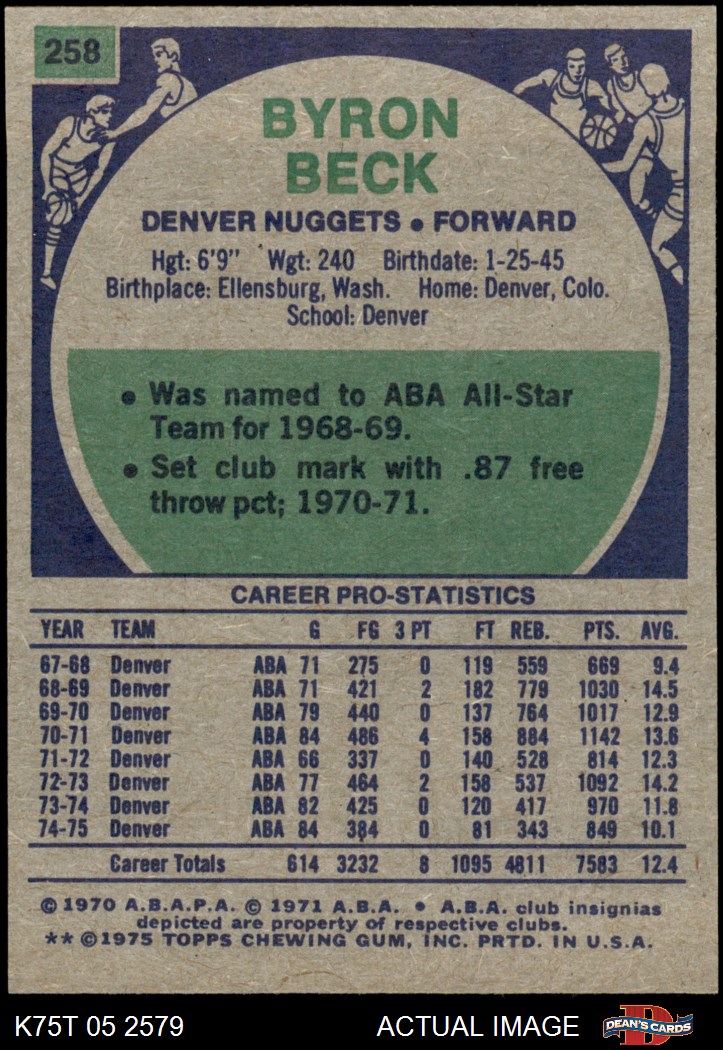 258
BYRON
BECK
DENVER NUGGETS • FORWARD
Hgt: 6'9" Wgt: 240 Birthdate: 1-25-45
Birthplace: Ellensburg, Wash. Home: Denver, Colo.
School: Denver
• Was named to ABA All-Star
Team for 1968-69.
• Set club mark with .87 free
throw pct; 1970-71.
CAREER PRO-STATISTICS
YEAR TEAM G FG 3 PT FT REB. PTS. AVG.
67-68 Denver ABA 71 275 0 119 559 669 9.4
68-69 Denver ABA 71 421 2 182 779 1030 14.5
69-70 Denver ABA 79 440 0 137 764 1017 12.9
70-71 Denver ABA 84 486 4 158 884 1142 13.6
71-72 Denver ABA 66 337 0 140 528 814 12.3
72-73 Denver ABA 77 464 2 158 537 1092 14.2
73-74 Denver ABA 82 425 0 120 417 970 11.8
74-75 Denver ABA 84 384 0 81 343 849 10.1
Career Totals 614 3232 8 1095 4811 7583 12.4
© 1970 A.B.A.P.A. © 1971 A.B.A. • A.B.A. club insignias
depicted are property of respective clubs.
** © 1975 TOPPS CHEWING GUM, INC. PRTD. IN U.S.A.
K75T 05 2579 ACTUAL IMAGE D DEAN'S CARDS